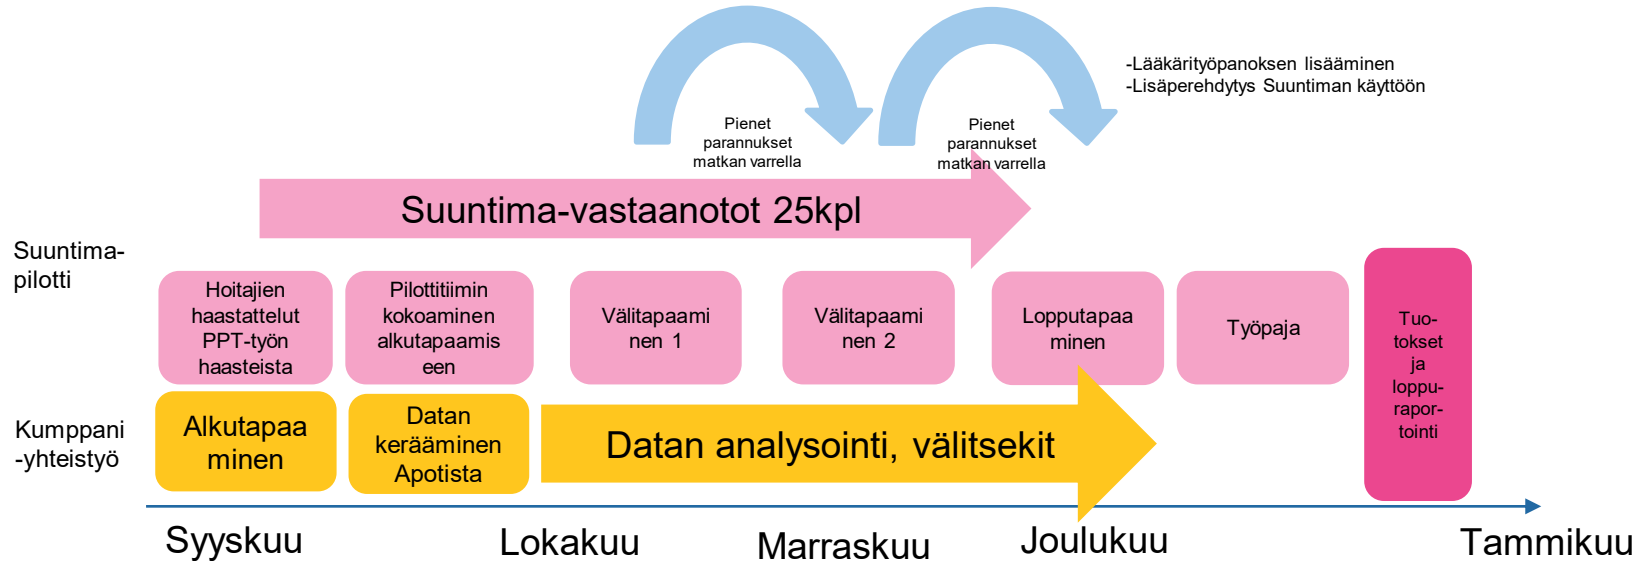 -Lääkärityöpanoksen lisääminen
-Lisäperehdytys Suuntiman käyttöön
Pienet
parannukset
matkan varrella
Pienet
parannukset
matkan varrella
Suuntima-vastaanotot 25kpl
Suuntima-
pilotti
Hoitajien
haastattelut
PPT-työn
haasteista
Pilottitiimin
kokoaminen
alkutapaamis
een
Välitapaami
nen 1
Välitapaami
nen 2
Lopputapaa
minen
Työpaja
Tuo-
tokset
ja
loppu-
rapor-
tointi
Kumppani
-yhteistyö
Alkutapaa
minen
Datan
kerääminen
Apotista
Datan analysointi, välitsekit
Syyskuu
Lokakuu
Marraskuu
Joulukuu
Tammikuu